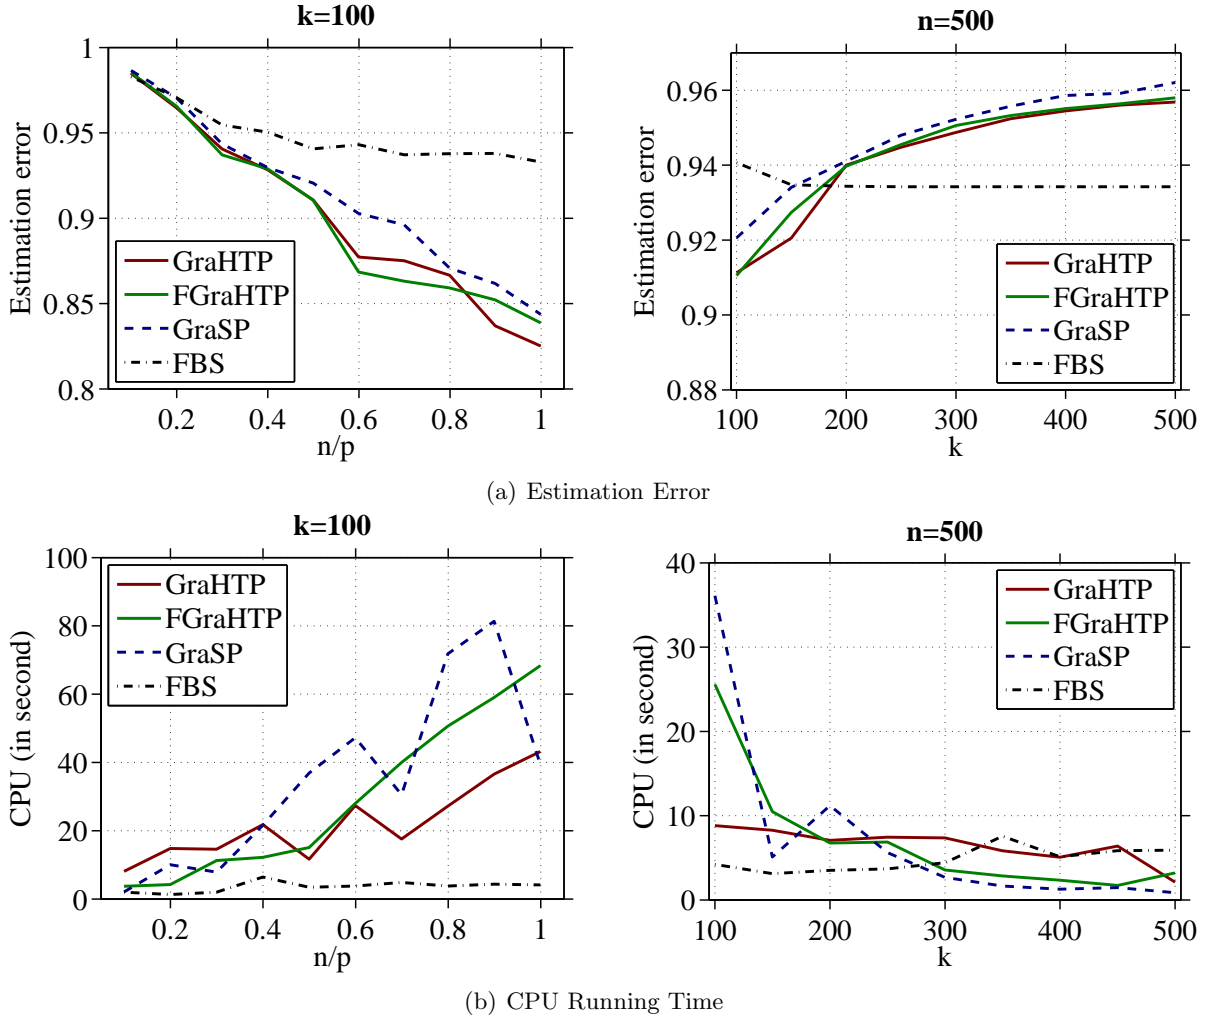 k=100
1
0.95
0.9
0.85
0.8
Estimation error
GraHTP
FGraHTP
GraSP
FBS
0.2 0.4 0.6 0.8 1
n/p
n=500
0.96
0.94
0.92
0.9
0.88
Estimation error
GraHTP
FGraHTP
GraSP
FBS
100 200 300 400 500
k
(a) Estimation Error
k=100
100
80
60
40
20
0
CPU (in second)
GraHTP
FGraHTP
GraSP
FBS
0.2 0.4 0.6 0.8 1
n/p
n=500
40
30
20
10
0
CPU (in second)
GraHTP
FGraHTP
GraSP
FBS
100 200 300 400 500
k
(b) CPU Running Time